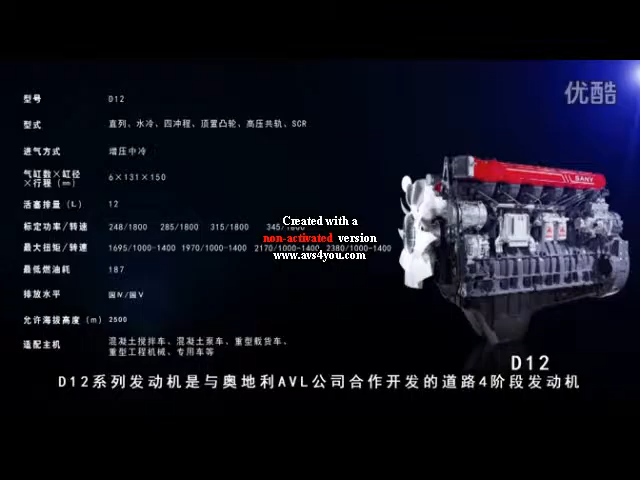 优酷
型号 D12
型式 直列、水冷、四冲程、顶置凸轮、高压共轨、SCR
进气方式 增压中冷
气缸数×缸径
×行程（mm） 6×131×150
活塞排量（L） 12
标定功率/转速 248/1800 285/1800 315/1800 345/1800
最大扭矩/转速 1695/1000-1400 1970/1000-1400 2170/1000-1400 2380/1000-1400
最低燃油耗 187
排放水平 国Ⅳ/国Ⅴ
允许海拔高度（m） 2500
适配主机 混凝土搅拌车、混凝土泵车、重型载货车、
重型工程机械、专用车等
Created with a
non-activated version
www.avs4you.com
SANY
D12
D12系列发动机是与奥地利AVL公司合作开发的道路4阶段发动机